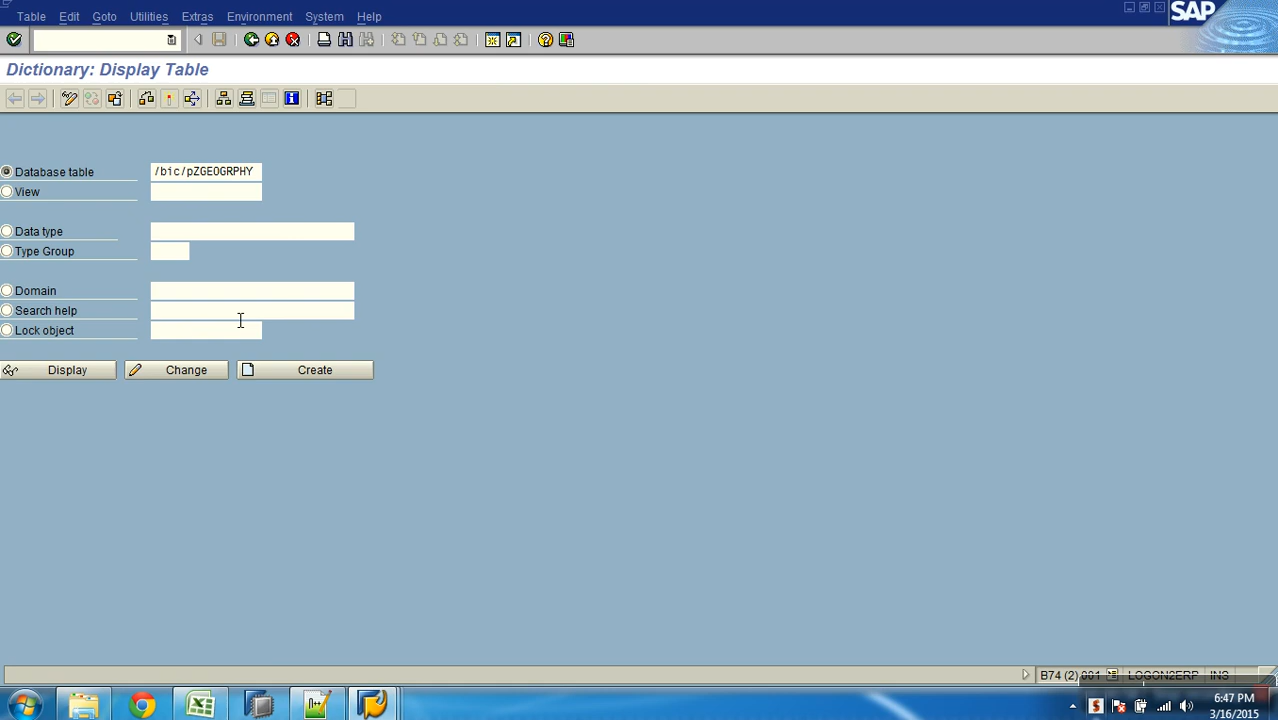 Table Edit Goto Utilities Extras Environment System Help
SAP
Dictionary: Display Table
Database table /bic/pZGEOGRPHY
View
Data type
Type Group
Domain
Search help
Lock object
Display Change Create
B74 (2) 001 LOGON2ERP INS
6:47 PM
3/16/2015